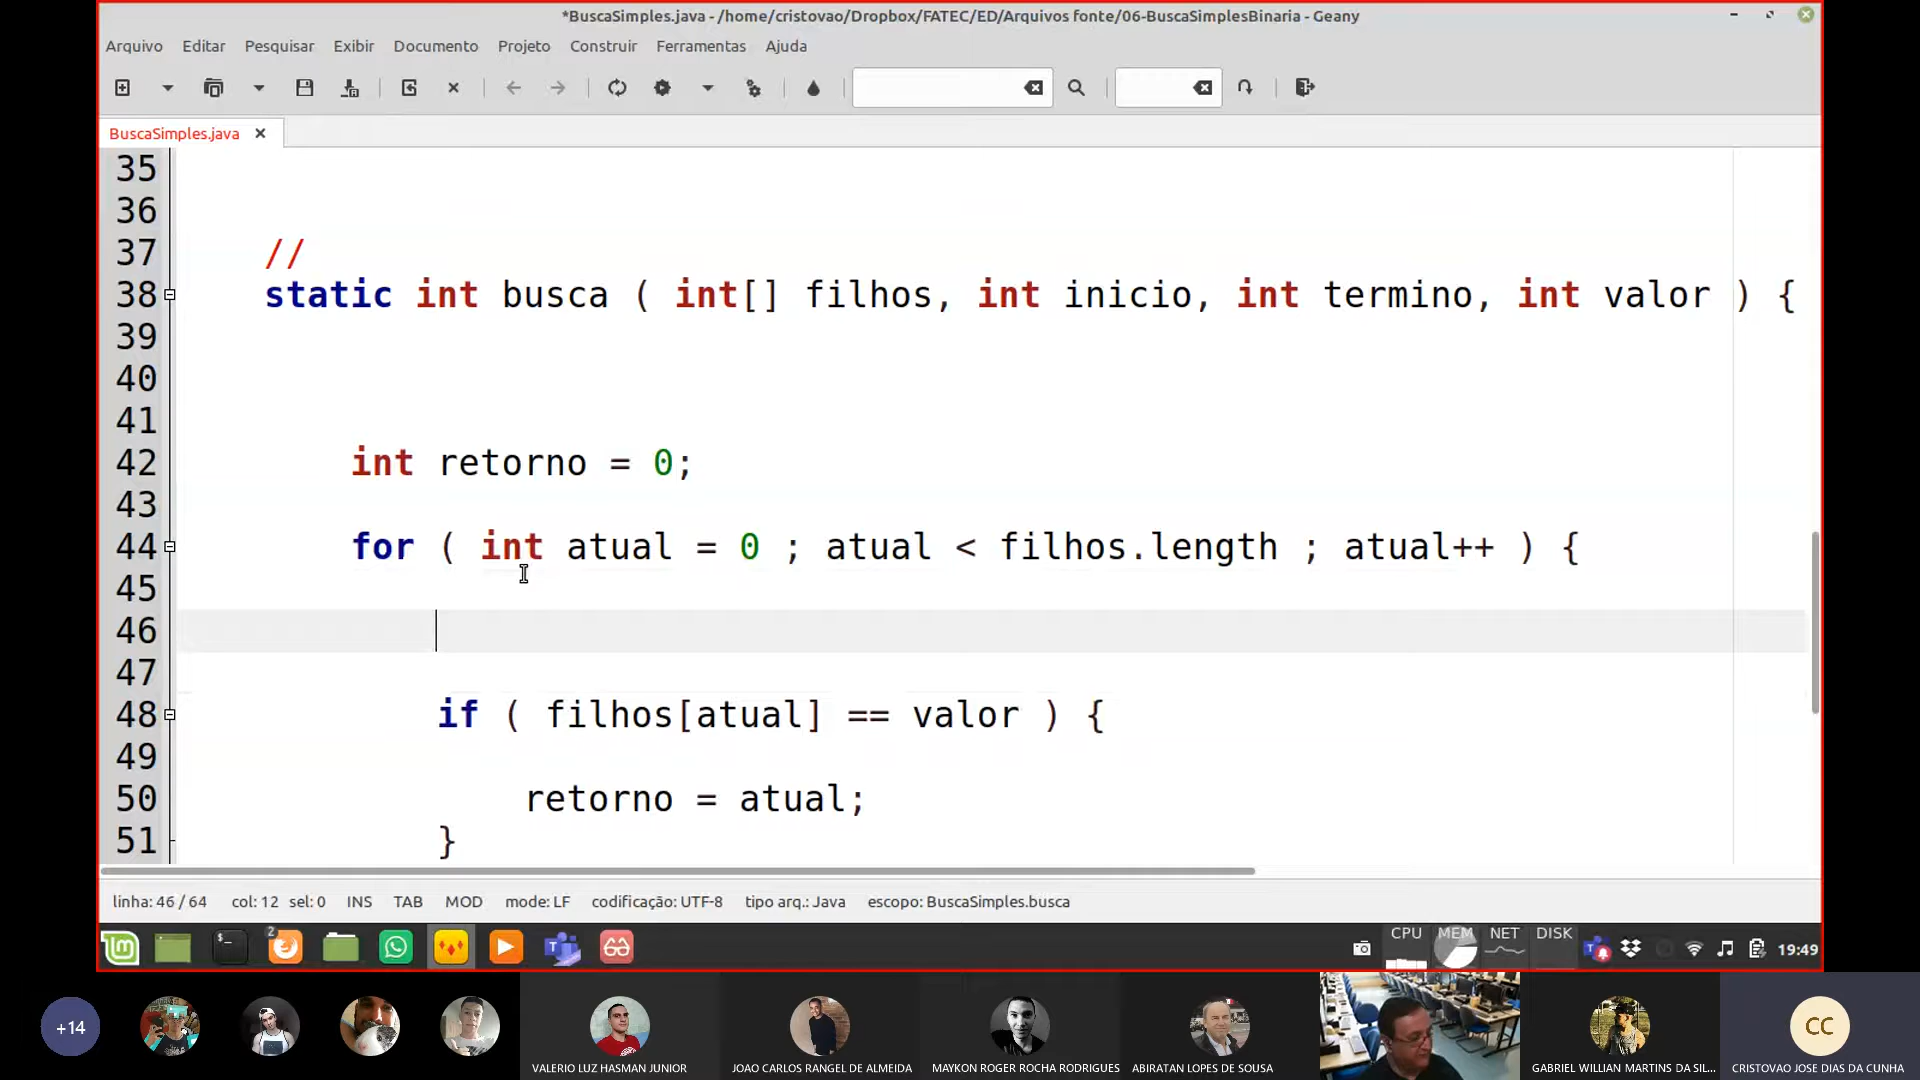 *BuscaSimples.java - /home/cristovao/Dropbox/FATEC/ED/Arquivos fonte/06-BuscaSimplesBinaria - Geany
Arquivo Editar Pesquisar Exibir Documento Projeto Construir Ferramentas Ajuda
BuscaSimples.java
35
36
37 //
38 static int busca ( int[] filhos, int inicio, int termino, int valor ) {
39
40
41
42 int retorno = 0;
43
44 for ( int atual = 0 ; atual < filhos.length ; atual++ ) {
45
46
47
48 if ( filhos[atual] == valor ) {
49
50 retorno = atual;
51 }
linha: 46 / 64 col: 12 sel: 0 INS TAB MOD mode: LF codificação: UTF-8 tipo arq.: Java escopo: BuscaSimples.busca
2 CPU MEM NET DISK 19:49
+14 VALERIO LUZ HASMAN JUNIOR JOAO CARLOS RANGEL DE ALMEIDA MAYKON ROGER ROCHA RODRIGUES ABIRATAN LOPES DE SOUSA GABRIEL WILLIAN MARTINS DA SIL... CC CRISTOVAO JOSE DIAS DA CUNHA